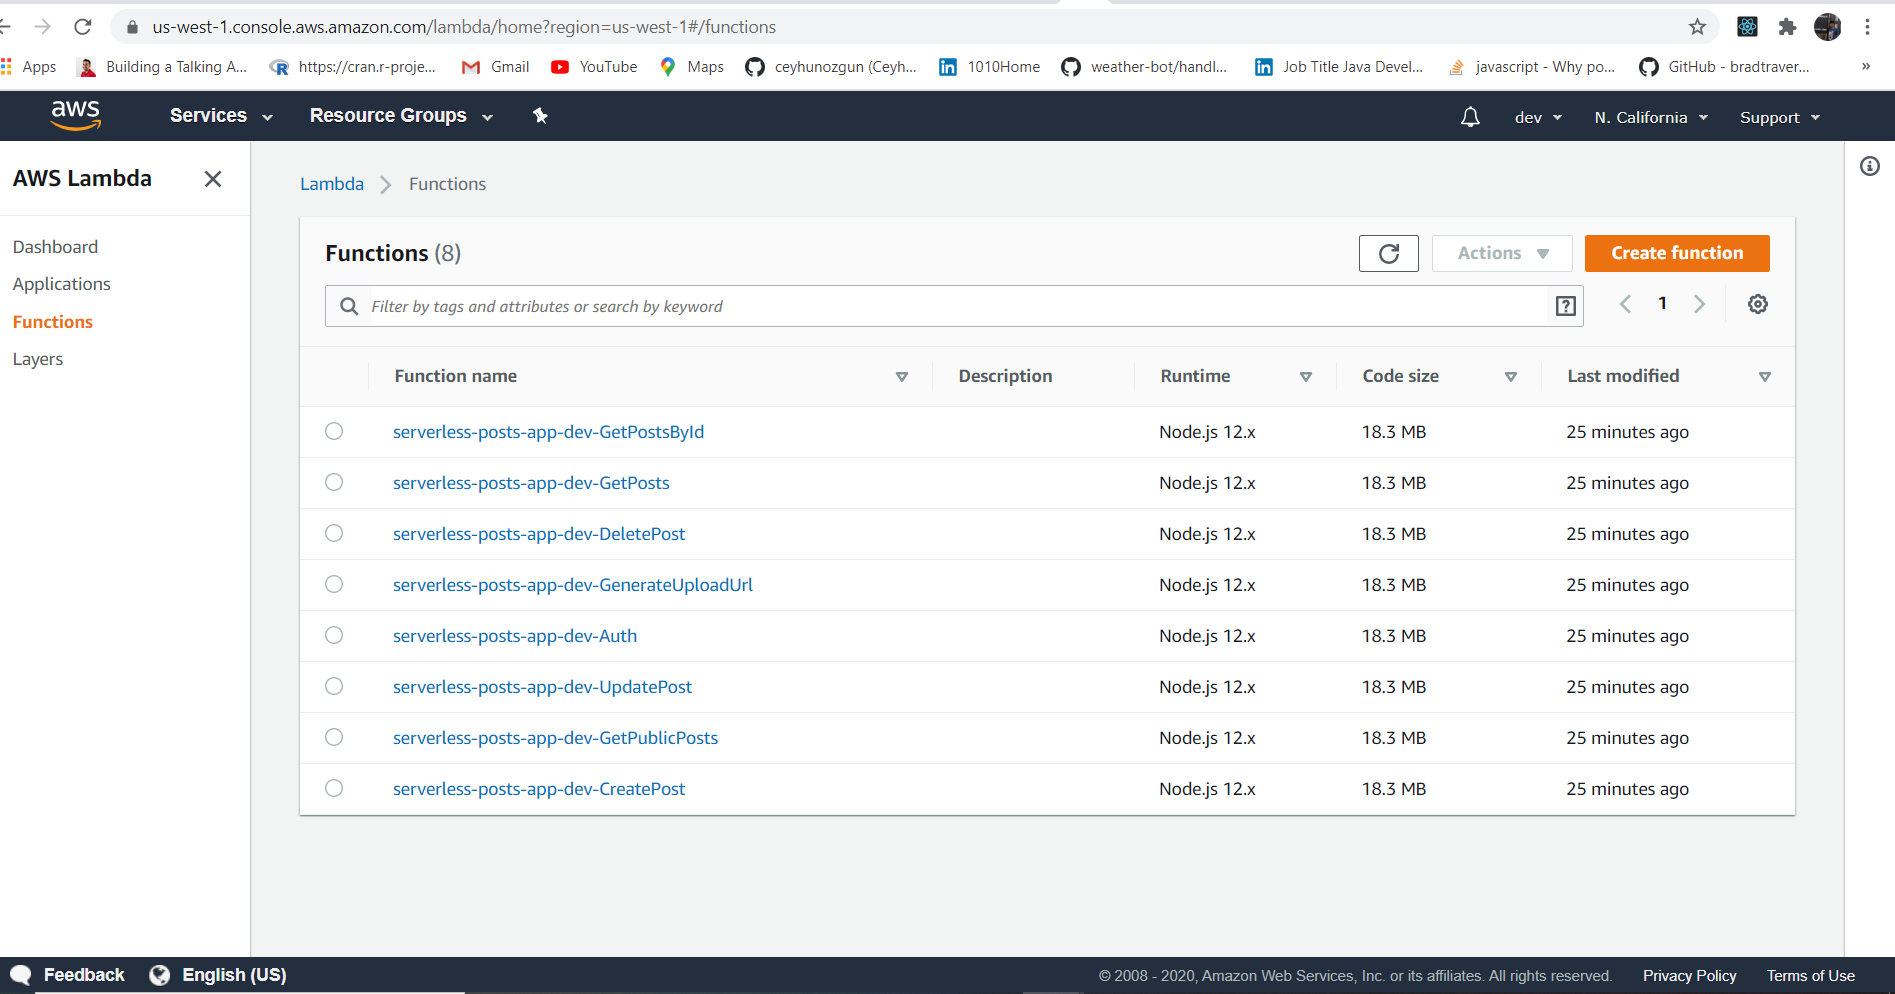 us-west-1.console.aws.amazon.com/lambda/home?region=us-west-1#/functions
Apps Building a Talking A... https://cran.r-proje... Gmail YouTube Maps ceyhunozgun (Ceyh... 1010Home weather-bot/handl... Job Title Java Devel... javascript - Why po... GitHub - bradtraver... »
aws Services Resource Groups dev N. California Support
AWS Lambda
Dashboard
Applications
Functions
Layers
Lambda Functions
Functions (8) Actions Create function
Filter by tags and attributes or search by keyword 1
Function name Description Runtime Code size Last modified
serverless-posts-app-dev-GetPostsById Node.js 12.x 18.3 MB 25 minutes ago
serverless-posts-app-dev-GetPosts Node.js 12.x 18.3 MB 25 minutes ago
serverless-posts-app-dev-DeletePost Node.js 12.x 18.3 MB 25 minutes ago
serverless-posts-app-dev-GenerateUploadUrl Node.js 12.x 18.3 MB 25 minutes ago
serverless-posts-app-dev-Auth Node.js 12.x 18.3 MB 25 minutes ago
serverless-posts-app-dev-UpdatePost Node.js 12.x 18.3 MB 25 minutes ago
serverless-posts-app-dev-GetPublicPosts Node.js 12.x 18.3 MB 25 minutes ago
serverless-posts-app-dev-CreatePost Node.js 12.x 18.3 MB 25 minutes ago
Feedback English (US) © 2008 - 2020, Amazon Web Services, Inc. or its affiliates. All rights reserved. Privacy Policy Terms of Use